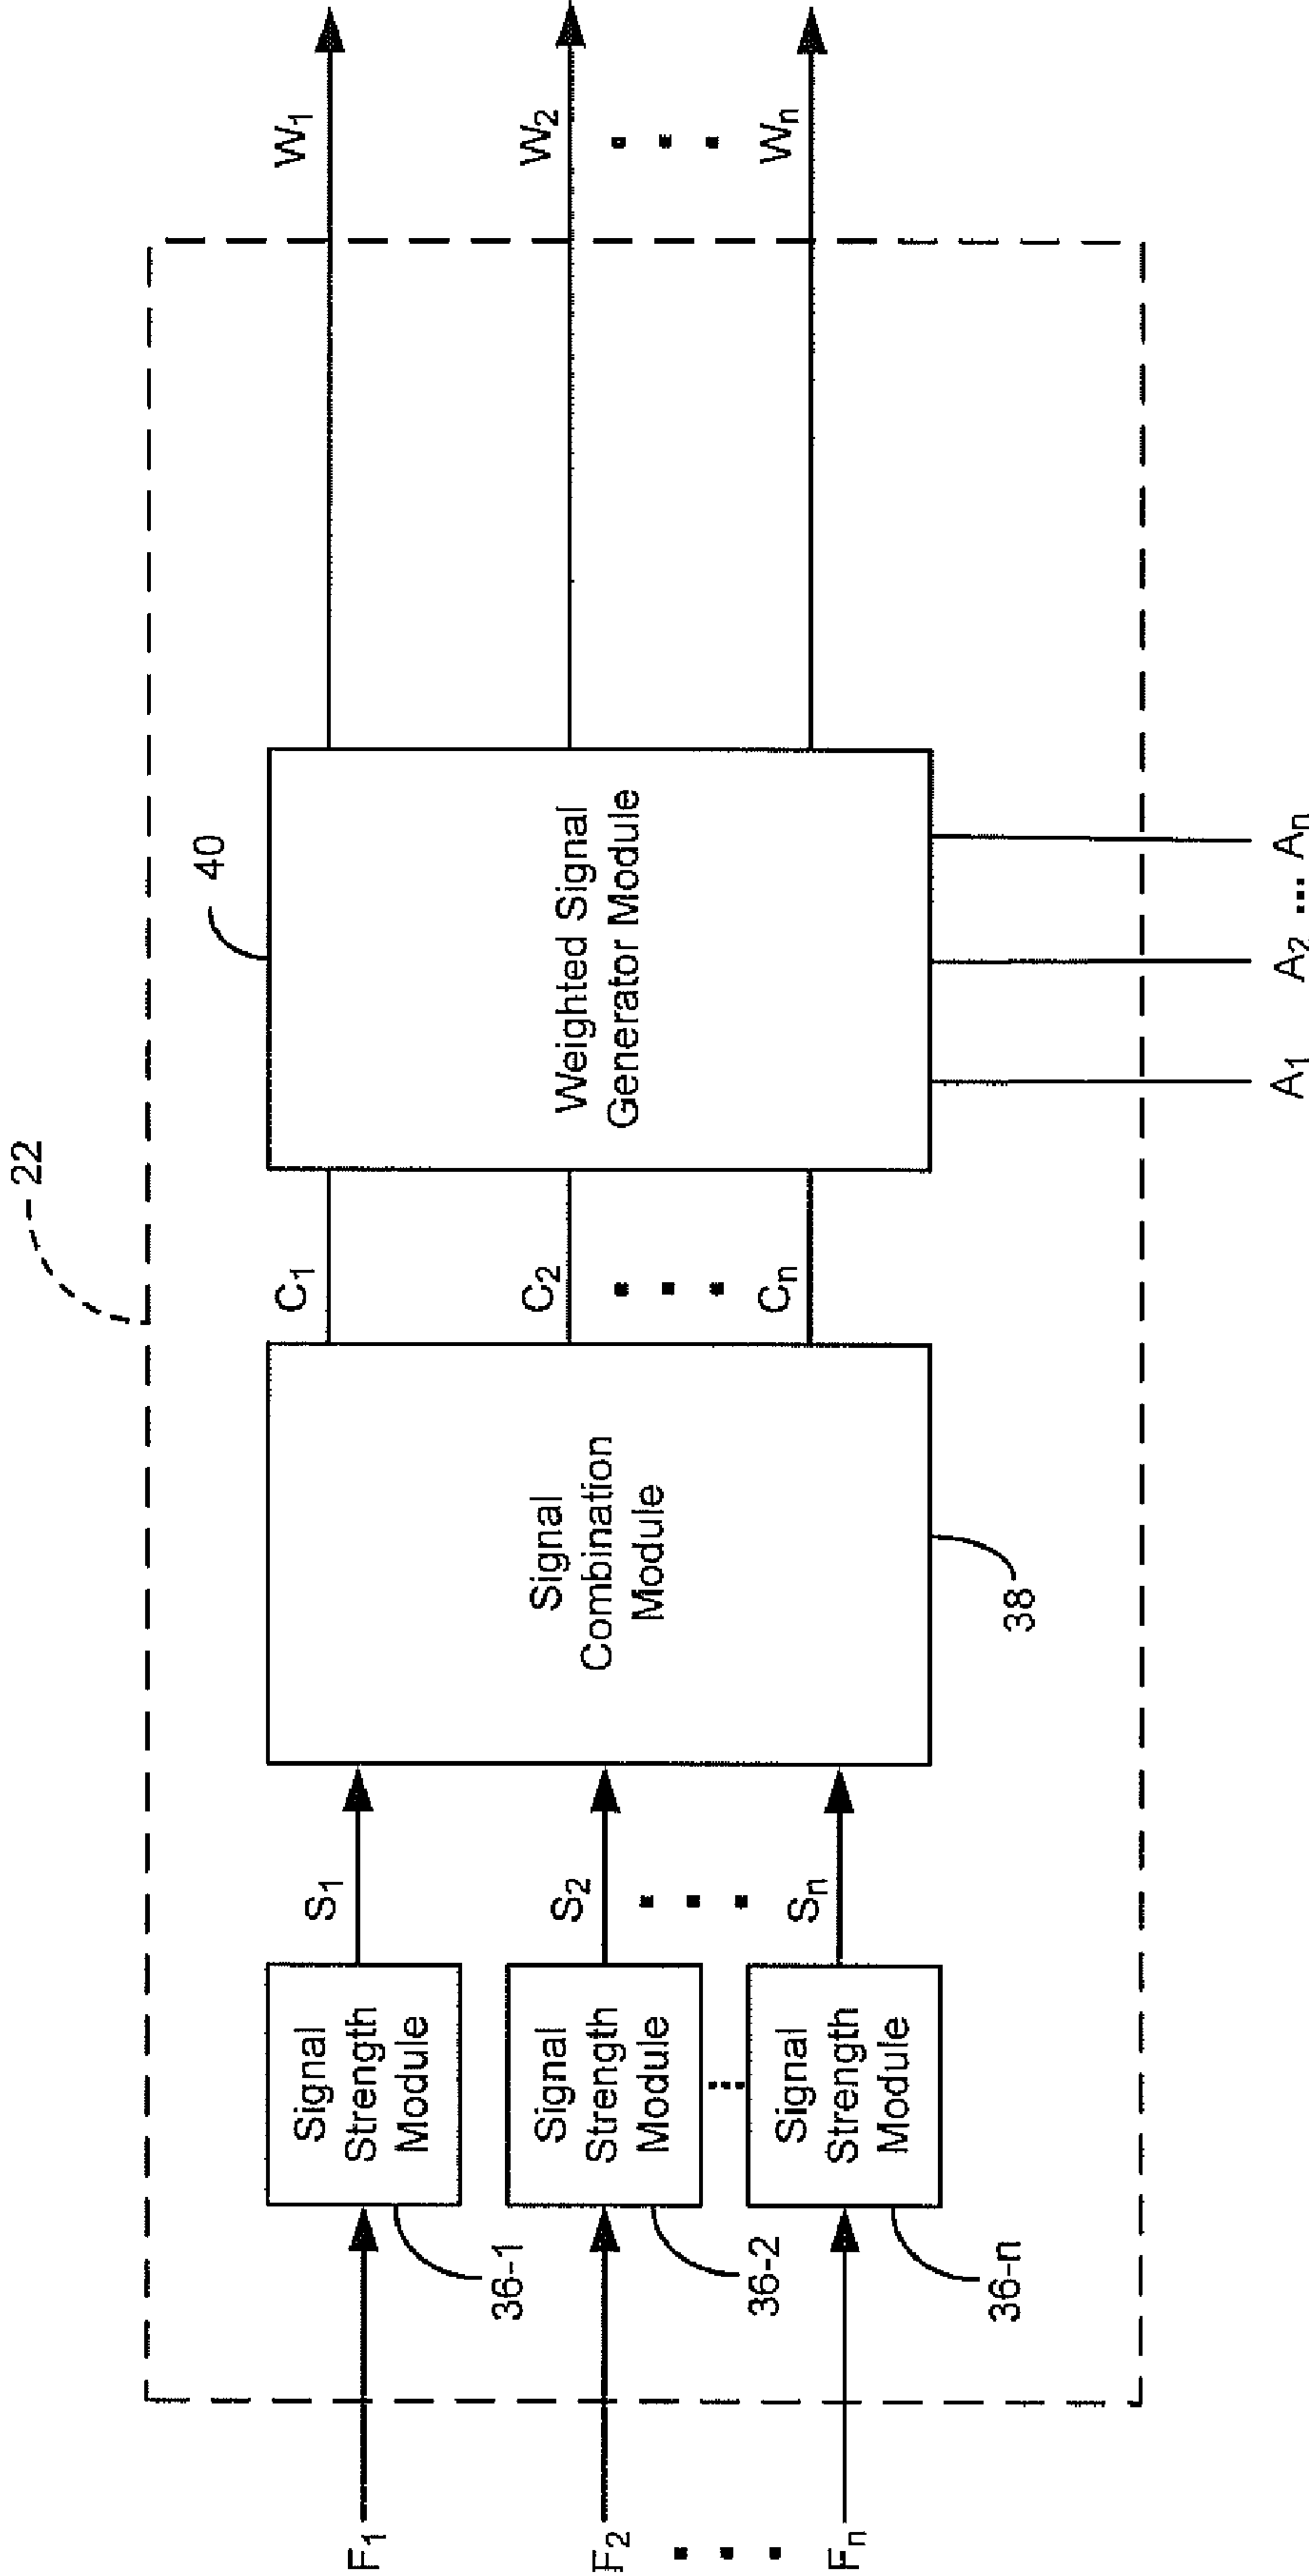 22
F1
F2
Fn
Signal
Strength
Module
36-1
Signal
Strength
Module
36-2
Signal
Strength
Module
36-n
S1
S2
Sn
Signal
Combination
Module
38
C1
C2
Cn
40
Weighted Signal
Generator Module
A1 A2 ... An
W1
W2
Wn